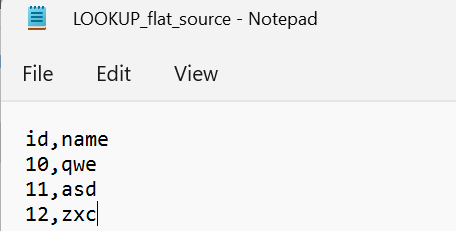 LOOKUP_flat_source - Notepad
File Edit View
id,name
10,qwe
11,asd
12,zxc